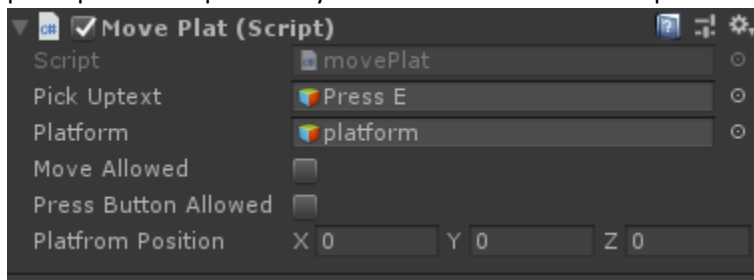 Move Plat (Script)
Script movePlat
Pick Uptext Press E
Platform platform
Move Allowed
Press Button Allowed
Platfrom Position X 0 Y 0 Z 0